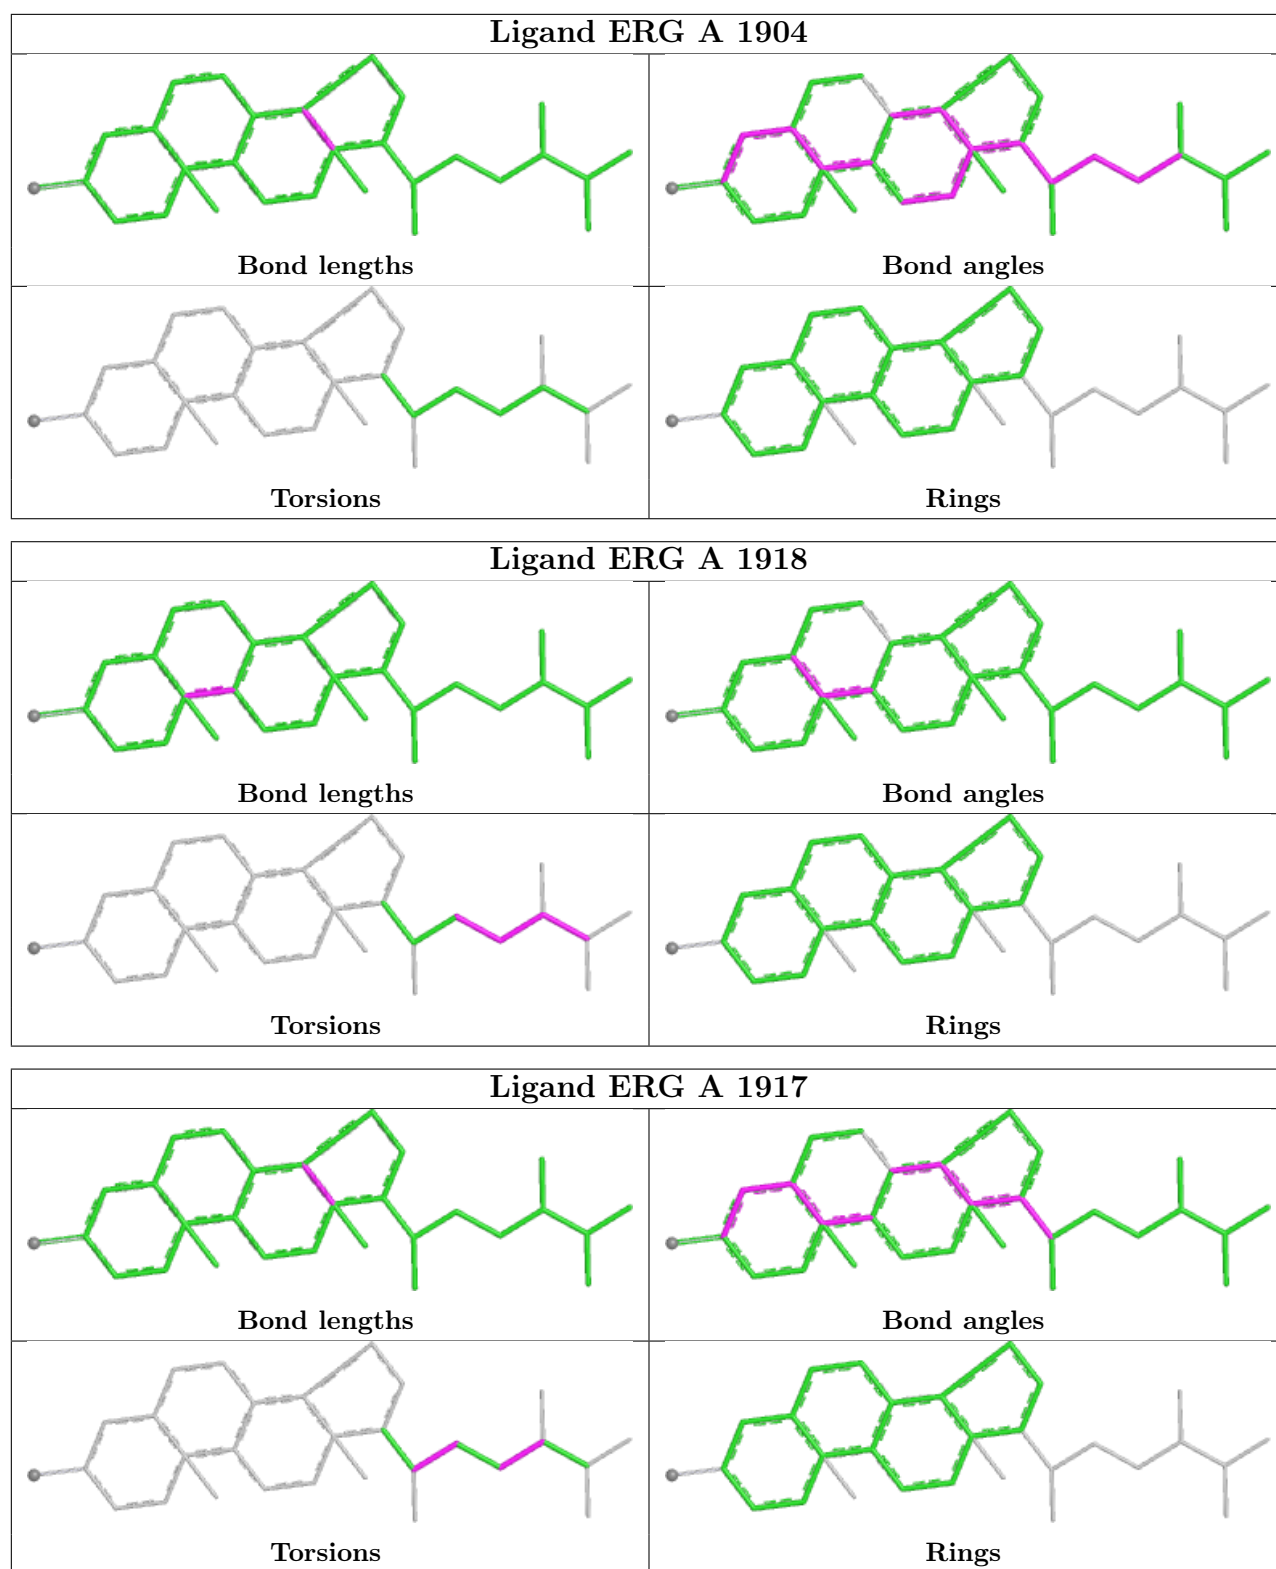 Ligand ERG A 1904
Bond lengths
Bond angles
Torsions
Rings
Ligand ERG A 1918
Bond lengths
Bond angles
Torsions
Rings
Ligand ERG A 1917
Bond lengths
Bond angles
Torsions
Rings